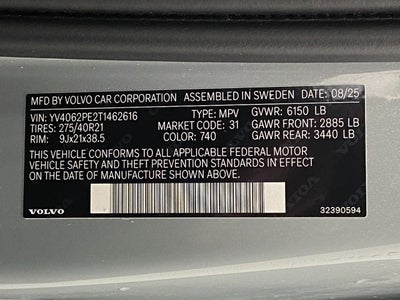 MFD BY VOLVO CAR CORPORATION ASSEMBLED IN SWEDEN DATE: 08/25
VIN: YV4062PE2T1462616 TYPE: MPV GVWR: 6150 LB
TIRES: 275/40R21 MARKET CODE: 31 GAWR FRONT: 2885 LB
RIM: 9Jx21x38.5 COLOR: 740 GAWR REAR: 3440 LB
THIS VEHICLE CONFORMS TO ALL APPLICABLE FEDERAL MOTOR
VEHICLE SAFETY AND THEFT PREVENTION STANDARDS IN EFFECT ON
THE DATE OF MANUFACTURE SHOWN ABOVE.
VOLVO 32390594